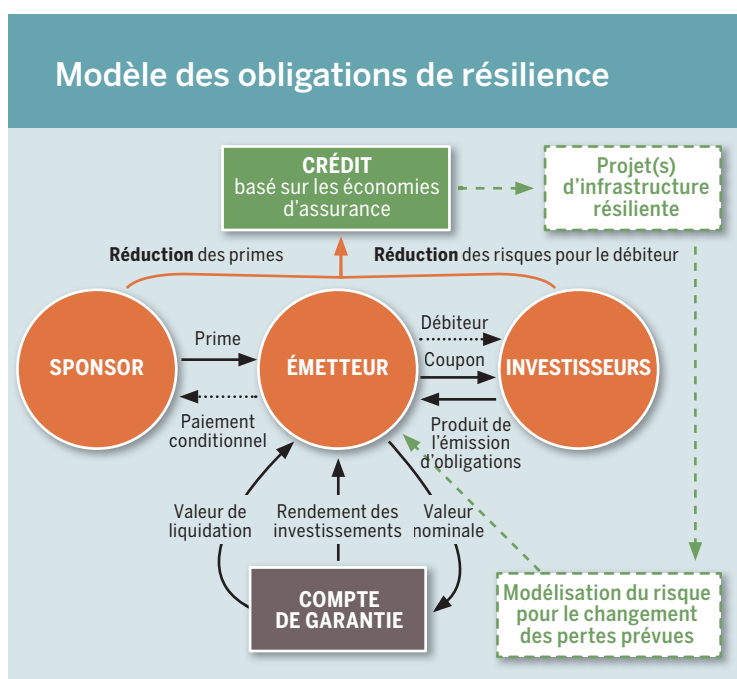 Modèle des obligations de résilience
CRÉDIT
basé sur les économies
d'assurance
Projet(s)
d'infrastructure
résiliente
Réduction des primes
Réduction des risques pour le débiteur
SPONSOR
Prime
Paiement
conditionnel
ÉMETTEUR
Débiteur
Coupon
Produit de
l'émission
d'obligations
INVESTISSEURS
Valeur de
liquidation
Rendement des
investissements
Valeur
nominale
COMPTE
DE GARANTIE
Modélisation du risque
pour le changement
des pertes prévues